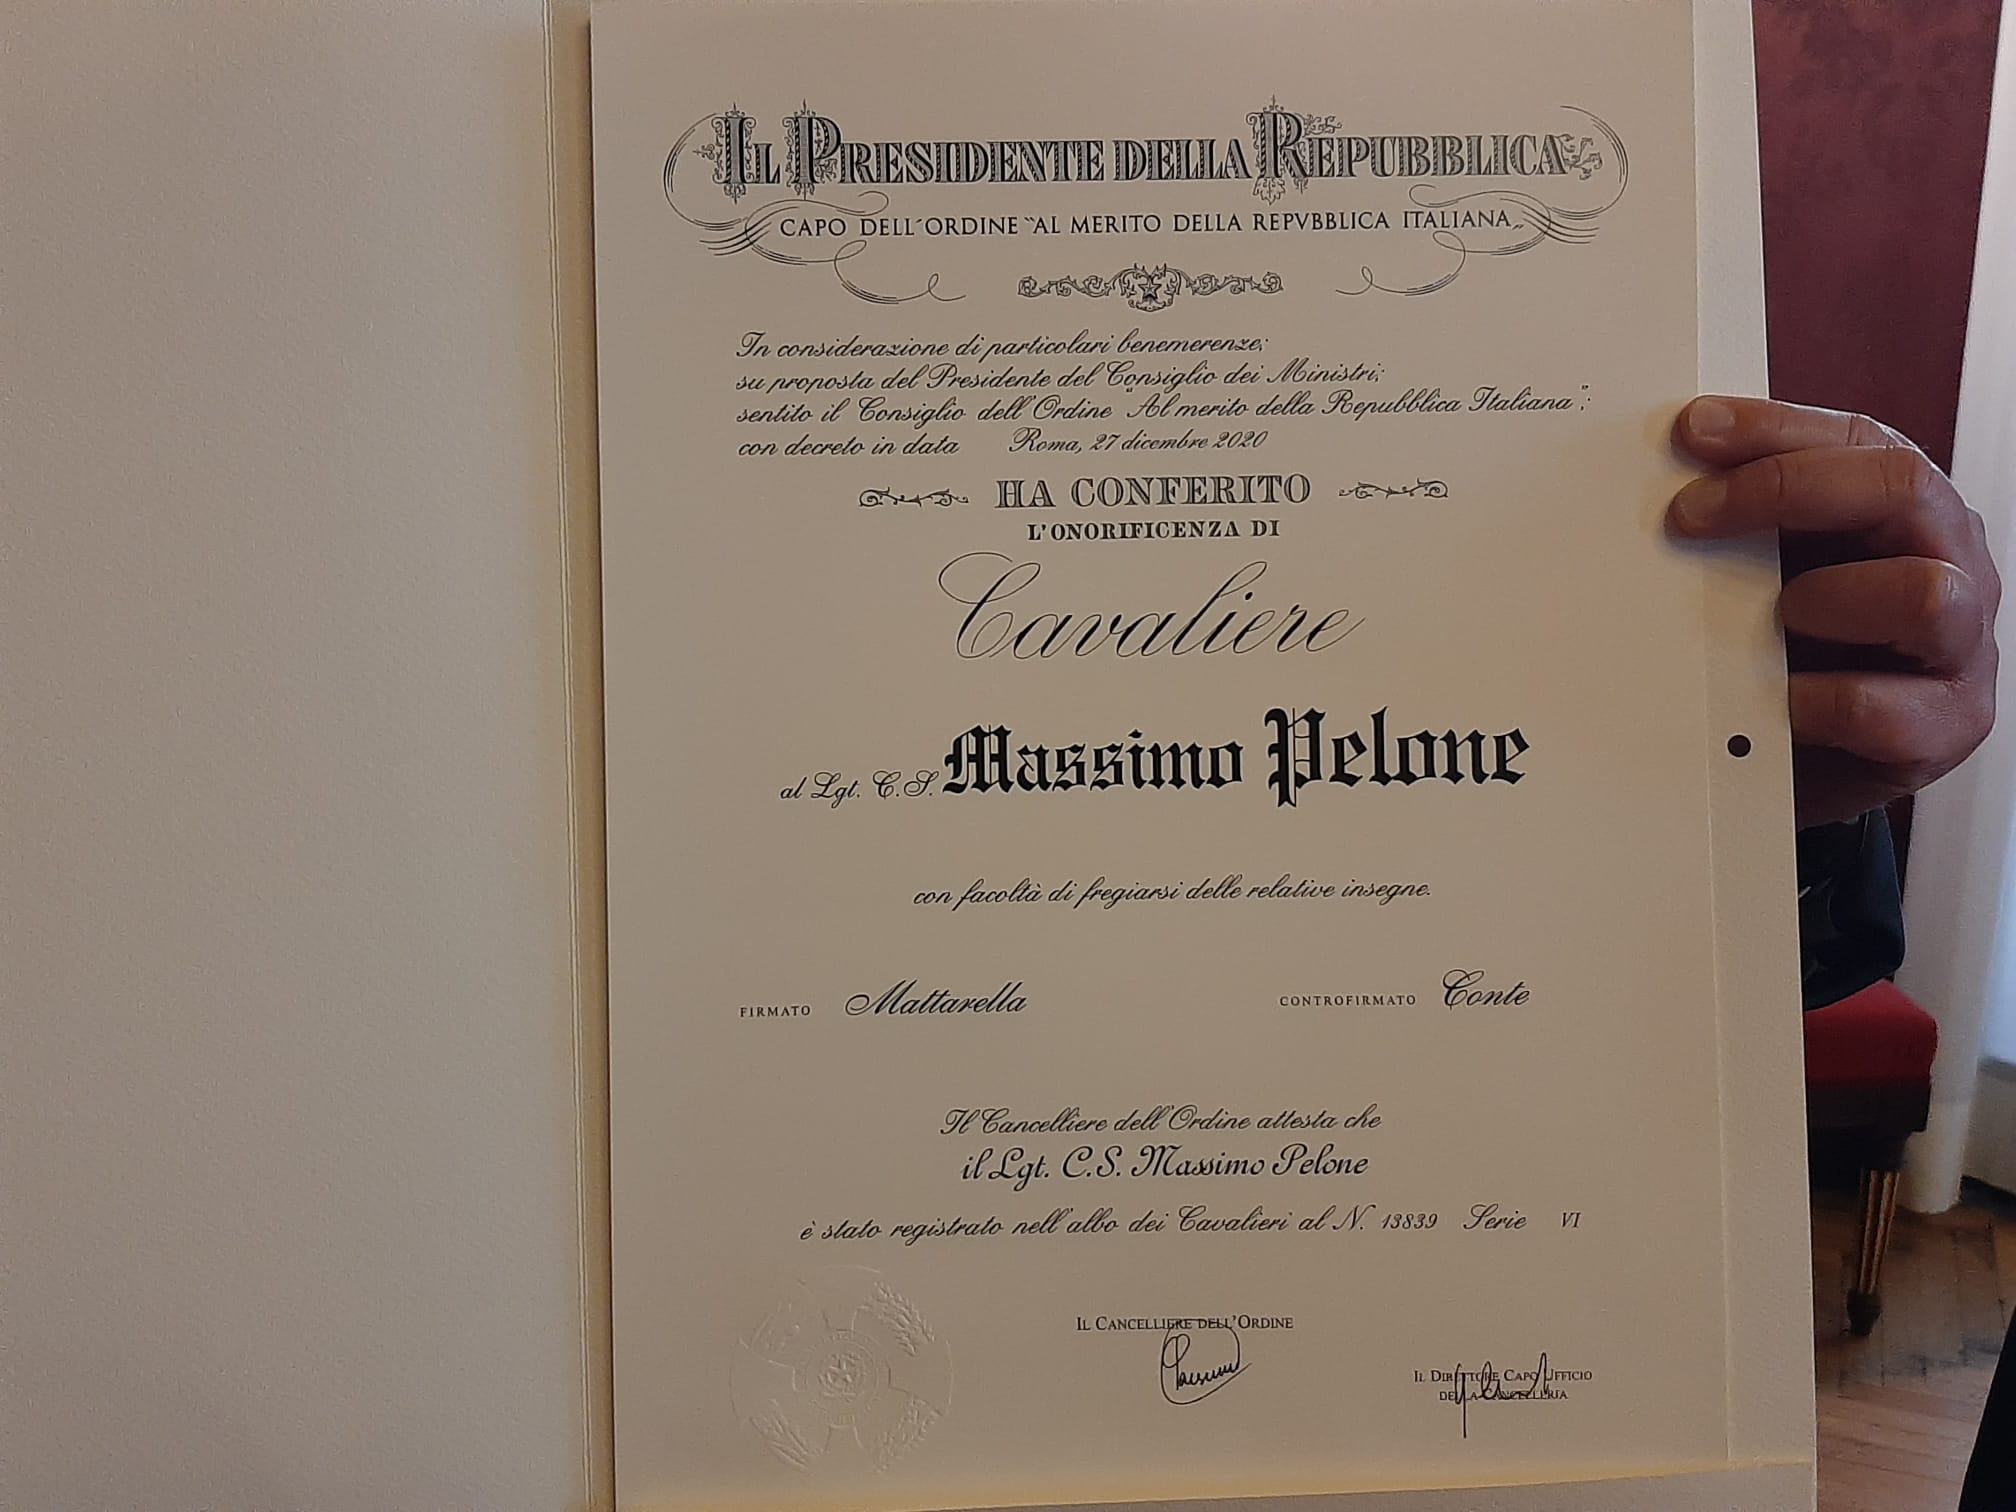 Il Presidente della Repubblica
CAPO DELL'ORDINE “AL MERITO DELLA REPVBBLICA ITALIANA„
In considerazione di particolari benemerenze;
su proposta del Presidente del Consiglio dei Ministri;
sentito il Consiglio dell'Ordine "Al merito della Repubblica Italiana";
con decreto in data Roma, 27 dicembre 2020
HA CONFERITO
L'ONORIFICENZA DI
Cavaliere
al Lgt. C.S. Massimo Pelone
con facoltà di fregiarsi delle relative insegne.
FIRMATO Mattarella CONTROFIRMATO Conte
Il Cancelliere dell'Ordine attesta che
il Lgt. C.S. Massimo Pelone
è stato registrato nell'albo dei Cavalieri al N. 13839 Serie VI
Il Cancelliere dell'Ordine
Il Direttore Capo Ufficio
della Cancelleria